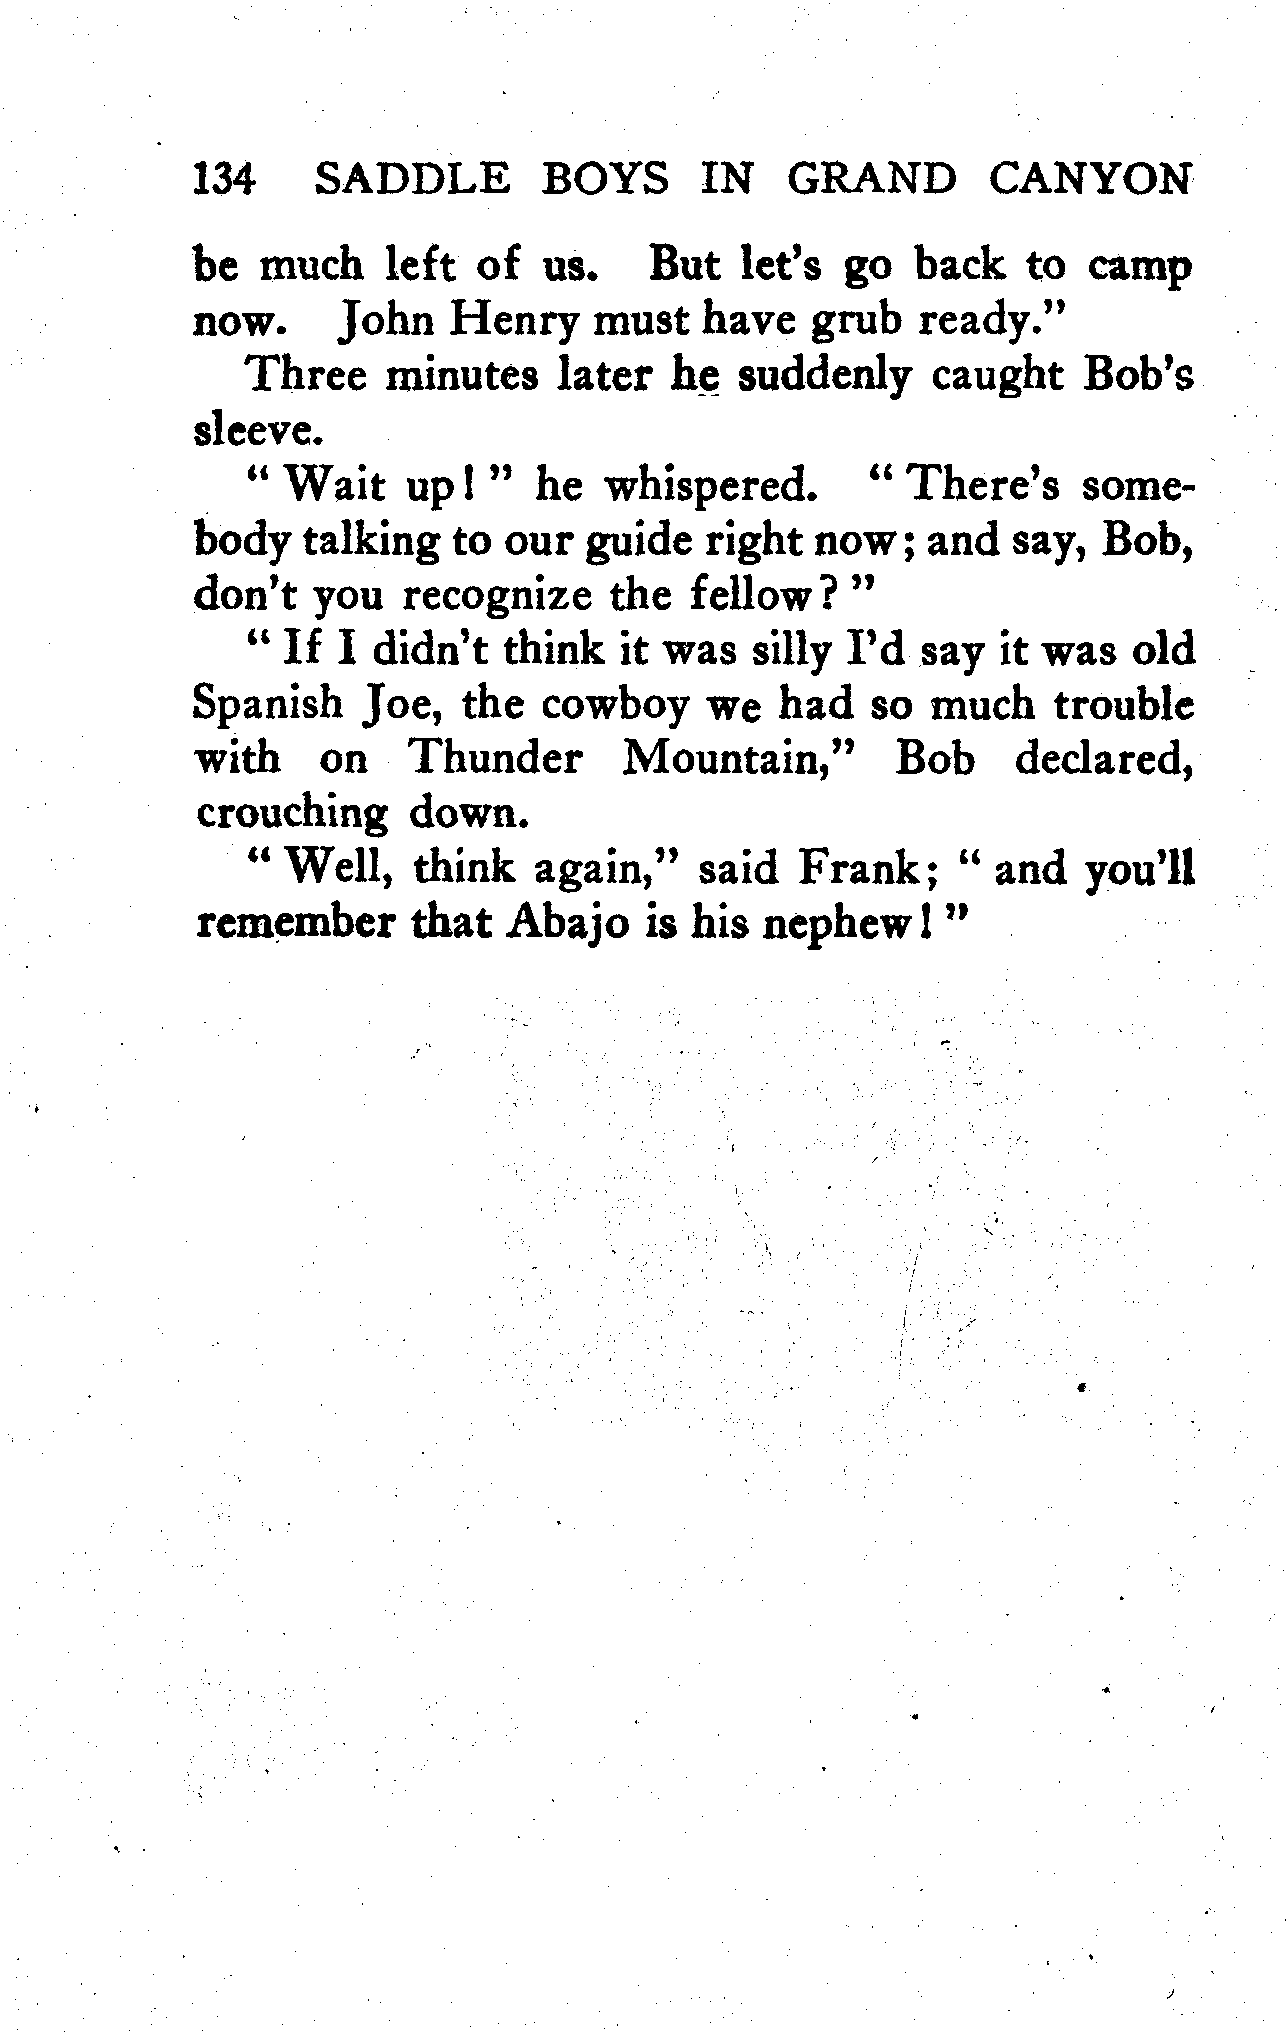 134 SADDLE BOYS IN GRAND CANYON
be much left of us. But let's go back to camp
now. John Henry must have grub ready."
Three minutes later he suddenly caught Bob's
sleeve.
" Wait up! " he whispered. " There's some-
body talking to our guide right now; and say, Bob,
don't you recognize the fellow? "
" If I didn't think it was silly I'd say it was old
Spanish Joe, the cowboy we had so much trouble
with on Thunder Mountain," Bob declared,
crouching down.
" Well, think again," said Frank; " and you'll
remember that Abajo is his nephew! "